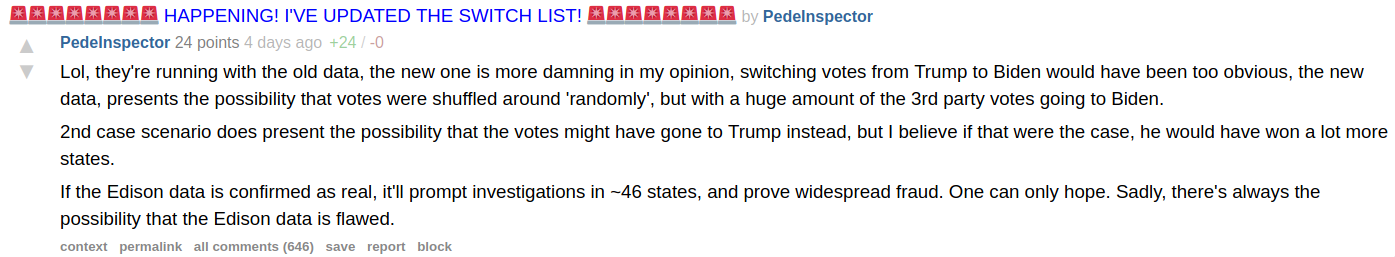 🚨🚨🚨🚨🚨🚨🚨🚨 HAPPENING! I'VE UPDATED THE SWITCH LIST! 🚨🚨🚨🚨🚨🚨🚨🚨 by PedeInspector
PedeInspector 24 points 4 days ago +24 / -0
Lol, they're running with the old data, the new one is more damning in my opinion, switching votes from Trump to Biden would have been too obvious, the new
data, presents the possibility that votes were shuffled around 'randomly', but with a huge amount of the 3rd party votes going to Biden.
2nd case scenario does present the possibility that the votes might have gone to Trump instead, but I believe if that were the case, he would have won a lot more
states.
If the Edison data is confirmed as real, it'll prompt investigations in ~46 states, and prove widespread fraud. One can only hope. Sadly, there's always the
possibility that the Edison data is flawed.
context permalink all comments (646) save report block